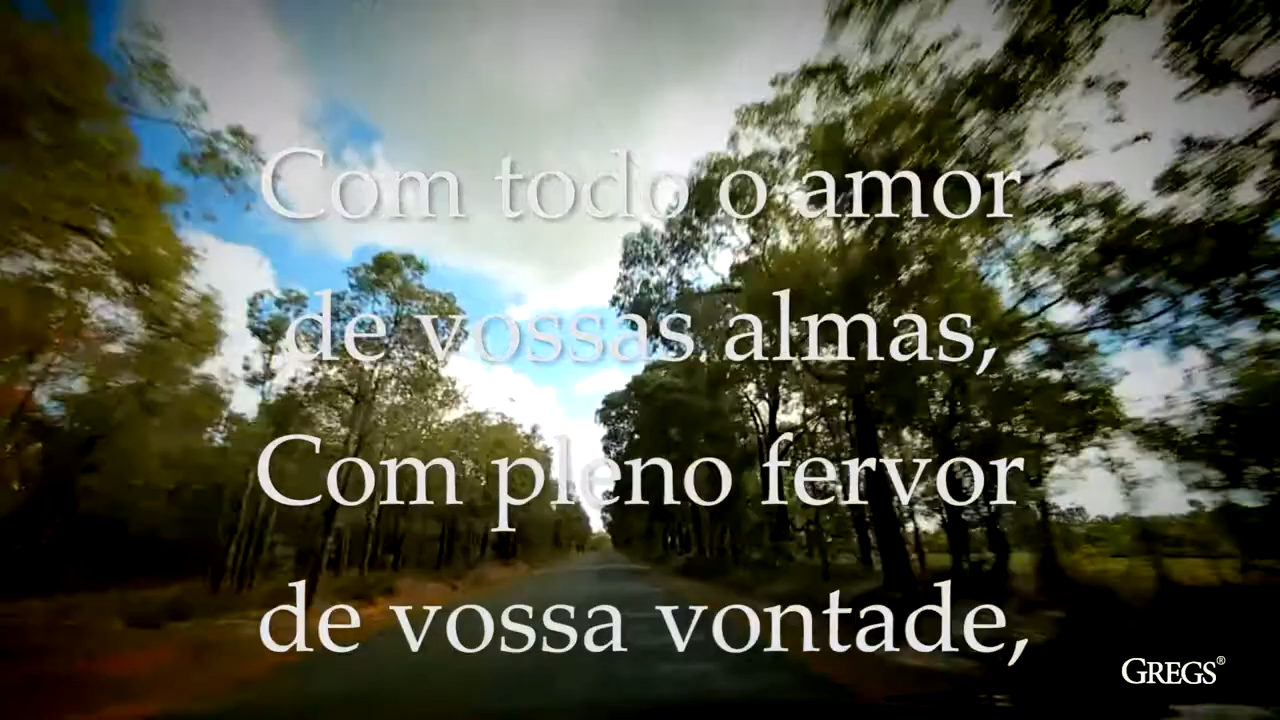 Com todo o amor
de vossas almas,
Com pleno fervor
de vossa vontade,
GREGS®